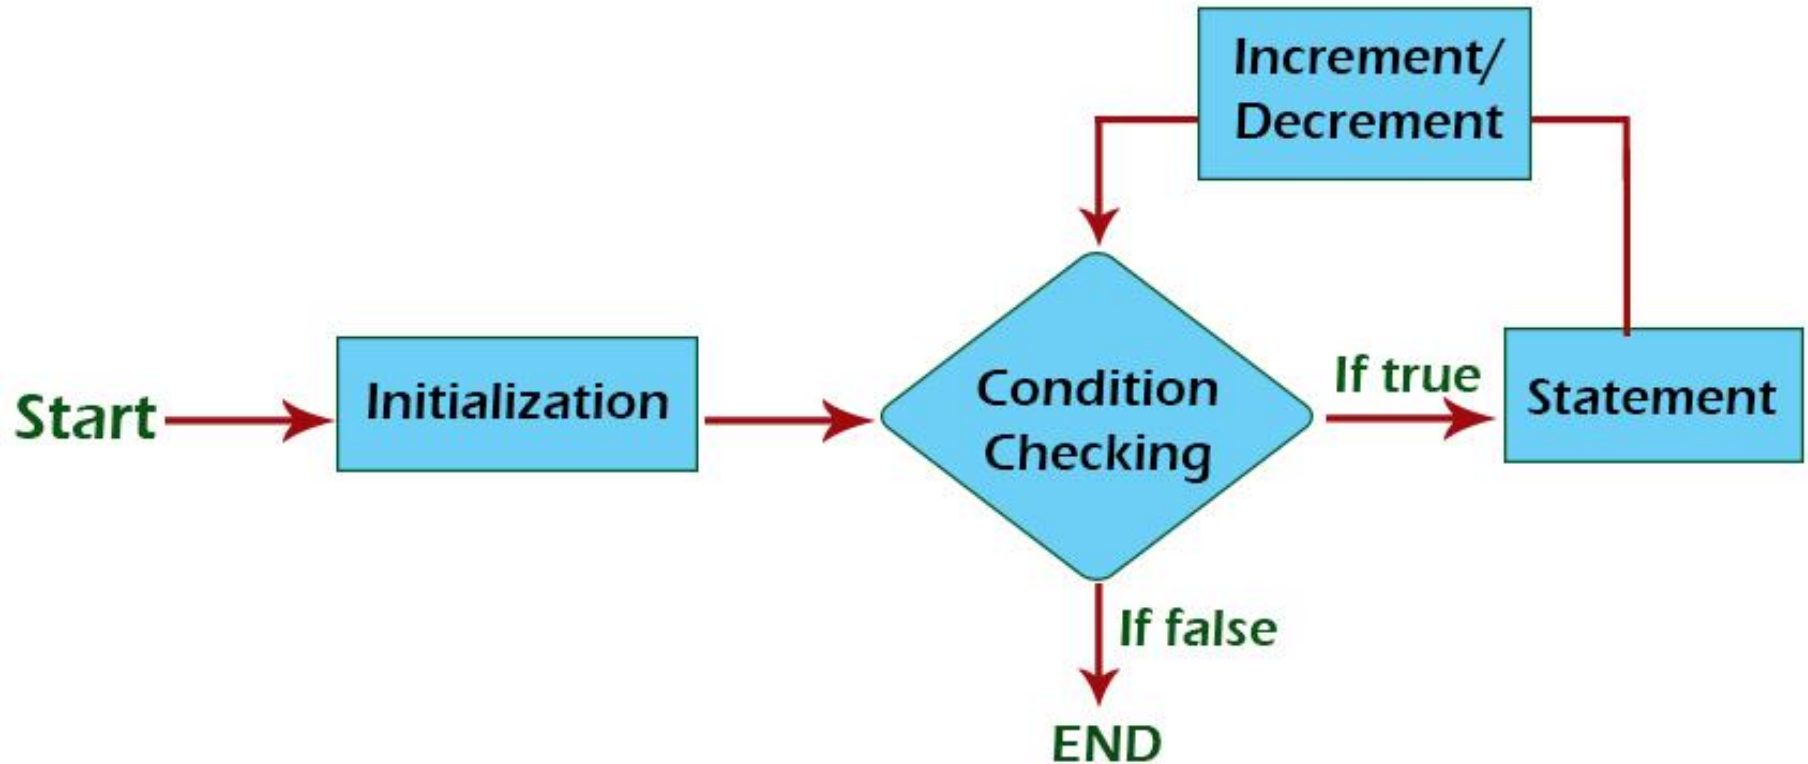 Start
Initialization
Condition
Checking
If true
Statement
Increment/
Decrement
If false
END